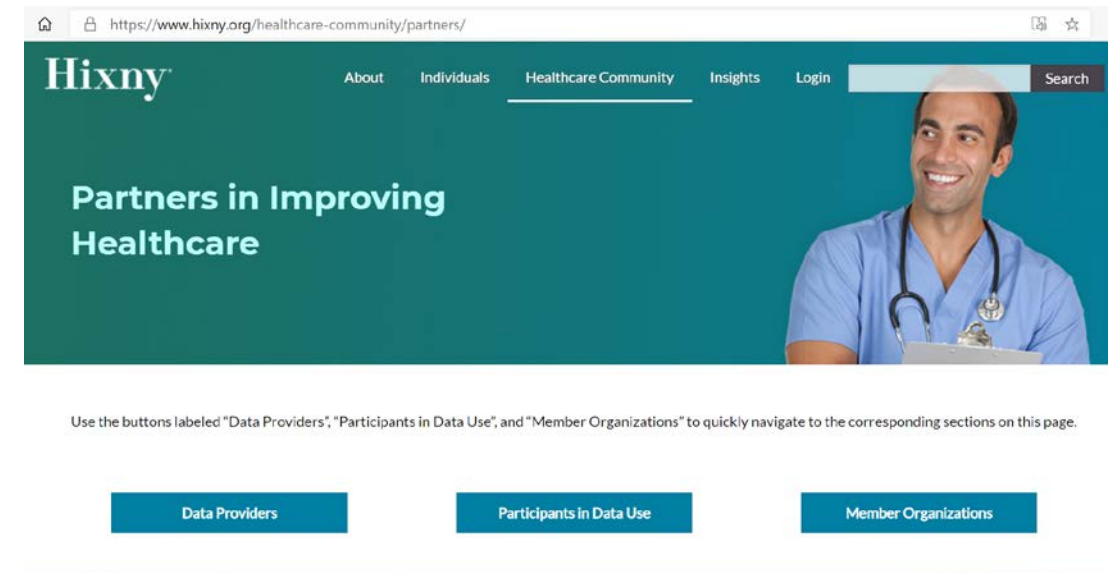 https://www.hixny.org/healthcare-community/partners/
Hixny
About Individuals Healthcare Community Insights Login Search
Partners in Improving
Healthcare
Use the buttons labeled "Data Providers", "Participants in Data Use", and "Member Organizations" to quickly navigate to the corresponding sections on this page.
Data Providers Participants in Data Use Member Organizations